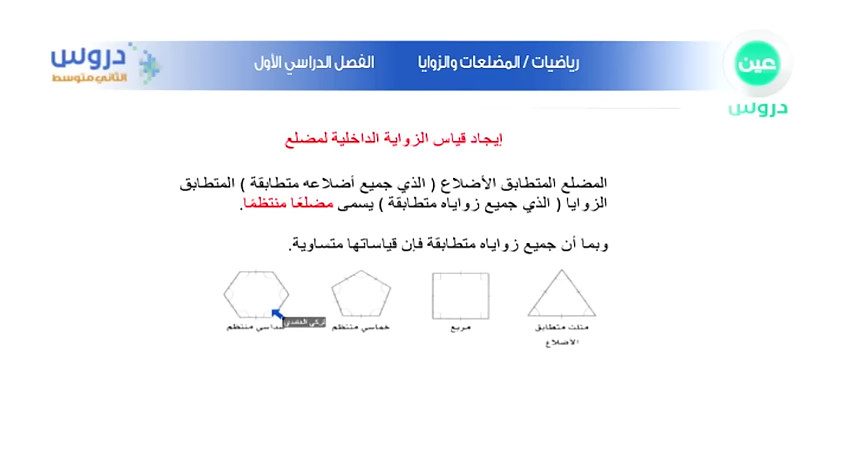 دروس
الثاني متوسط
رياضيات / المضلعات والزوايا
الفصل الدراسي الأول
عين
دروس
إيجاد قياس الزواية الداخلية لمضلع
المضلع المتطابق الأضلاع ( الذي جميع أضلاعه متطابقة ) المتطابق
الزوايا ( الذي جميع زواياه متطابقة ) يسمى مضلعًا منتظمًا.
وبما أن جميع زواياه متطابقة فإن قياساتها متساوية.
مثلث متطابق
الأضلاع
مربع
خماسي منتظم
سداسي منتظم